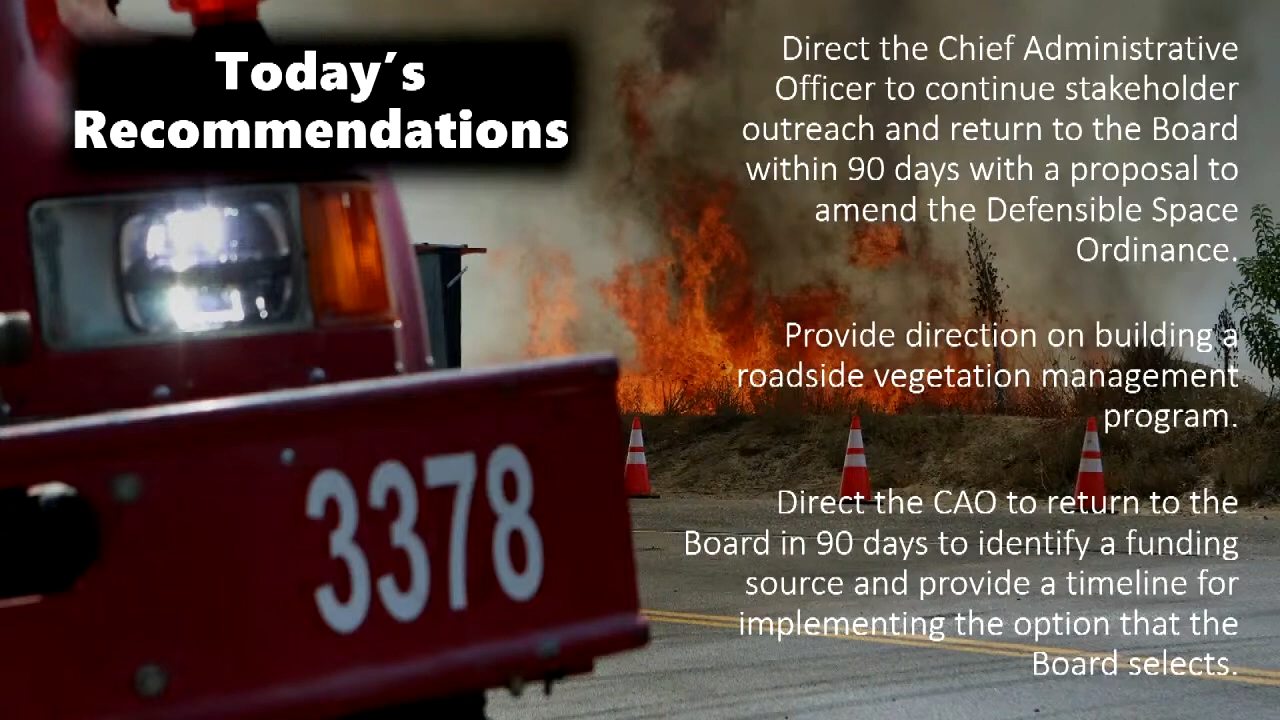 Today's
Recommendations
Direct the Chief Administrative
Officer to continue stakeholder
outreach and return to the Board
within 90 days with a proposal to
amend the Defensible Space
Ordinance.
Provide direction on building a
roadside vegetation management
program.
Direct the CAO to return to the
Board in 90 days to identify a funding
source and provide a timeline for
implementing the option that the
Board selects.
3378